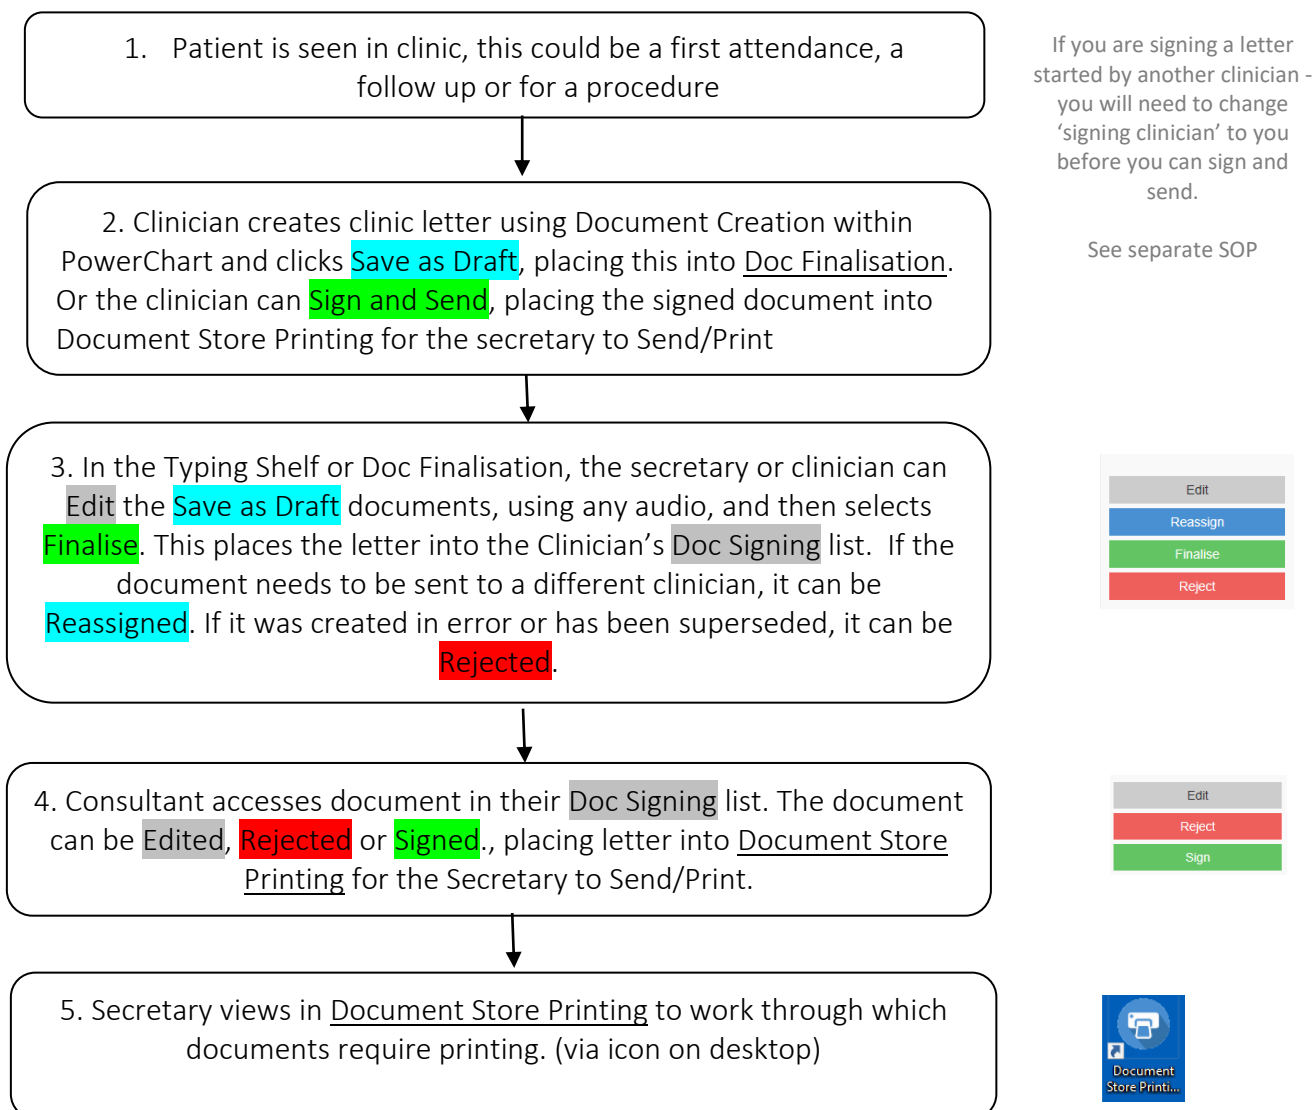 1. Patient is seen in clinic, this could be a first attendance, a
follow up or for a procedure
If you are signing a letter
started by another clinician -
you will need to change
‘signing clinician’ to you
before you can sign and
send.
See separate SOP
2. Clinician creates clinic letter using Document Creation within
PowerChart and clicks Save as Draft, placing this into Doc Finalisation.
Or the clinician can Sign and Send, placing the signed document into
Document Store Printing for the secretary to Send/Print
3. In the Typing Shelf or Doc Finalisation, the secretary or clinician can
Edit the Save as Draft documents, using any audio, and then selects
Finalise. This places the letter into the Clinician’s Doc Signing list. If the
document needs to be sent to a different clinician, it can be
Reassigned. If it was created in error or has been superseded, it can be
Rejected.
Edit
Reassign
Finalise
Reject
4. Consultant accesses document in their Doc Signing list. The document
can be Edited, Rejected or Signed., placing letter into Document Store
Printing for the Secretary to Send/Print.
Edit
Reject
Sign
5. Secretary views in Document Store Printing to work through which
documents require printing. (via icon on desktop)
Document
Store Printi...